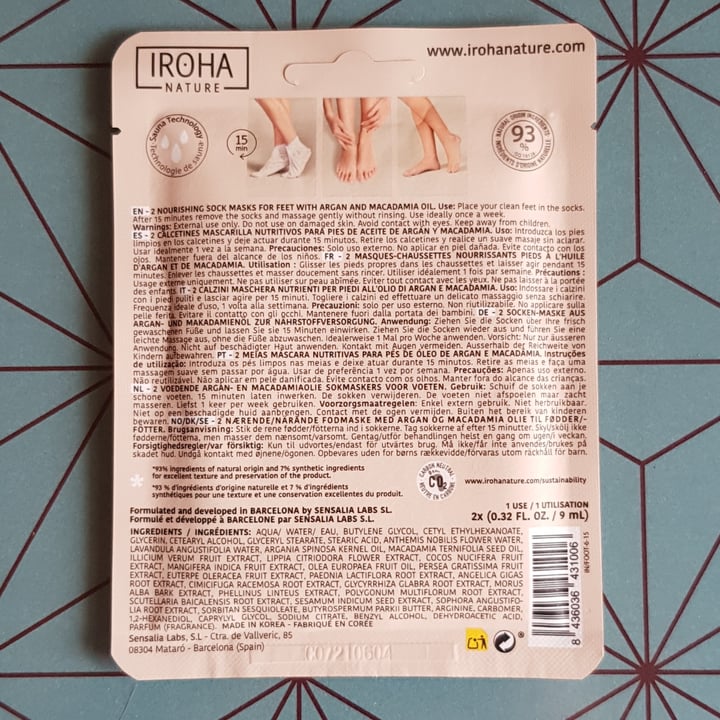 IROHA
NATURE
www.irohanature.com
Sauna Technology
Technologie de sauna
15
min
NATURAL ORIGIN INGREDIENTS
93
%
INGRÉDIENTS D'ORIGINE NATURELLE
EN - 2 NOURISHING SOCK MASKS FOR FEET WITH ARGAN AND MACADAMIA OIL. Use: Place your clean feet in the socks.
After 15 minutes remove the socks and massage gently without rinsing. Use ideally once a week.
Warnings: External use only. Do not use on damaged skin. Avoid contact with eyes. Keep away from children.
ES - 2 CALCETINES MASCARILLA NUTRITIVOS PARA PIES DE ACEITE DE ARGÁN Y MACADAMIA. Uso: Introduzca los pies
limpios en los calcetines y deje actuar durante 15 minutos. Retire los calcetines y realice un suave masaje sin aclarar.
Usar idealmente 1 vez a la semana. Precauciones: Solo uso externo. No aplicar en piel dañada. Evite contacto con los
ojos. Mantener fuera del alcance de los niños. FR - 2 MASQUES-CHAUSSETTES NOURRISSANTS PIEDS À L'HUILE
D'ARGAN ET DE MACADAMIA. Utilisation : Glisser les pieds propres dans les chaussettes et laisser agir pendant 15
minutes. Enlever les chaussettes et masser doucement sans rincer. Utiliser idéalement 1 fois par semaine. Précautions :
Usage externe uniquement. Ne pas utiliser sur peau abîmée. Éviter tout contact avec les yeux. Ne pas laisser à la portée
des enfants. IT - 2 CALZINI MASCHERA NUTRIENTI PER PIEDI ALL'OLIO DI ARGAN E MACADAMIA. Uso: Indossare i calzini
con i piedi puliti e lasciar agire per 15 minuti. Togliere i calzini ed effettuare un delicato massaggio senza schiarire.
Frequenza ideale d'uso, 1 volta alla settimana. Precauzioni: solo per uso esterno. Non riutilizzabile. No applicare sulla
pelle ferita. Evitare il contatto con gli occhi. Mantenere fuori dalla portata dei bambini. DE - 2 SOCKEN-MASKE AUS
ARGAN- UND MAKADAMIENÖL ZUR NÄHRSTOFFVERSORGUNG. Anwendung: Ziehen Sie die Socken über Ihre frisch
gewaschenen Füße und lassen Sie sie 15 Minuten einwirken. Ziehen Sie die Socken wieder aus und führen Sie eine
leichte Massage aus, ohne die Füße abzuwaschen. Idealerweise 1 Mal pro Woche anwenden. Vorsicht: Nur zur äusseren
Anwendung. Nicht auf beschädigter Haut anwenden. Kontakt mit Augen vermeiden. Ausserhalb der Reichweite von
Kindern aufbewahren. PT - 2 MEIAS MÁSCARA NUTRITIVAS PARA PÉS DE ÓLEO DE ARGAN E MACADÂMIA. Instruções
de utilização: introduza os pés limpos nas meias e deixe atuar durante 15 minutos. Retire as meias e faça uma
massagem suave sem passar por água. Usar de preferência 1 vez por semana. Precauções: Apenas uso externo.
Não reutilizável. Não aplicar em pele danificada. Evite contacto com os olhos. Manter fora do alcance das crianças.
NL - 2 VOEDENDE ARGAN- EN MACADAMIAOLIE SOKMASKERS VOOR VOETEN. Gebruik: Schuif de sokken aan je
schone voeten. 15 minuten laten inwerken. De sokken verwijderen. De voeten niet afspoelen maar zacht
masseren. Liefst 1 keer per week gebruiken. Voorzorgsmaatregelen: Enkel extern gebruik. Niet herbruikbaar.
Niet op een beschadigde huid aanbrengen. Contact met de ogen vermijden. Buiten het bereik van kinderen
bewaren. NO/DK/SE - 2 NÆRENDE/NÄRANDE FODMASKE MED ARGAN OG MACADAMIA OLIE TIL FØDDER/-
FÖTTER. Brugsanvisning: Stik de rene fødder/fötterna ind i sokkerne. Tag sokkerne af efter 15 minutter. Skyl/skölj ikke
fødderne/fötterna, men masser dem nænsomt/varsomt. Gentag/utför behandlingen helst en gang om ugen/i veckan.
Forsigtighedsregler/var försiktig: Kun til udvortes/endast för utvärtes brug. Må ikke/får inte anvendes/brukes på
skadet hud. Undgå kontakt med øjnene/ögonen. Opbevares uden for børns rækkevidde/förvaras utom räckhåll för barn.
*93% ingredients of natural origin and 7% synthetic ingredients
for excellent texture and preservation of the product.
*93 % d'ingrédients d'origine naturelle et 7 % d'ingrédients
synthétiques pour une texture et une conservation excellentes du produit.
CARBON NEUTRAL
CO2
NEUTRE EN CARBONE
www.irohanature.com/sustainability
Formulated and developed in BARCELONA by SENSALIA LABS SL.
Formulé et développé à BARCELONE par SENSALIA LABS S.L.
1 USE / 1 UTILISATION
2x (0.32 FL. OZ. / 9 mL)
INGREDIENTS / INGRÉDIENTS: AQUA/ WATER/ EAU, BUTYLENE GLYCOL, CETYL ETHYLHEXANOATE,
GLYCERIN, CETEARYL ALCOHOL, GLYCERYL STEARATE, STEARIC ACID, ANTHEMIS NOBILIS FLOWER WATER,
LAVANDULA ANGUSTIFOLIA WATER, ARGANIA SPINOSA KERNEL OIL, MACADAMIA TERNIFOLIA SEED OIL,
ILLICIUM VERUM FRUIT EXTRACT, LIPPIA CITRIODORA FLOWER EXTRACT, COCOS NUCIFERA FRUIT
EXTRACT, MANGIFERA INDICA FRUIT EXTRACT, OLEA EUROPAEA FRUIT OIL, PERSEA GRATISSIMA FRUIT
EXTRACT, EUTERPE OLERACEA FRUIT EXTRACT, PAEONIA LACTIFLORA ROOT EXTRACT, ANGELICA GIGAS
ROOT EXTRACT, CIMICIFUGA RACEMOSA ROOT EXTRACT, GLYCYRRHIZA GLABRA ROOT EXTRACT, MORUS
ALBA BARK EXTRACT, PHELLINUS LINTEUS EXTRACT, POLYGONUM MULTIFLORUM ROOT EXTRACT,
SCUTELLARIA BAICALENSIS ROOT EXTRACT, SESAMUM INDICUM SEED EXTRACT, SOPHORA ANGUSTIFO-
LIA ROOT EXTRACT, SORBITAN SESQUIOLEATE, BUTYROSPERMUM PARKII BUTTER, ARGININE, CARBOMER,
1,2-HEXANEDIOL, CAPRYLYL GLYCOL, SODIUM CITRATE, BENZYL ALCOHOL, DEHYDROACETIC ACID,
PARFUM (FRAGRANCE). MADE IN KOREA - FABRIQUÉ EN CORÉE
Sensalia Labs, S.L - Ctra. de Vallveric, 85
08304 Mataró - Barcelona (Spain)
C07210604
8 436036 431006
IN/FOOT-6-15